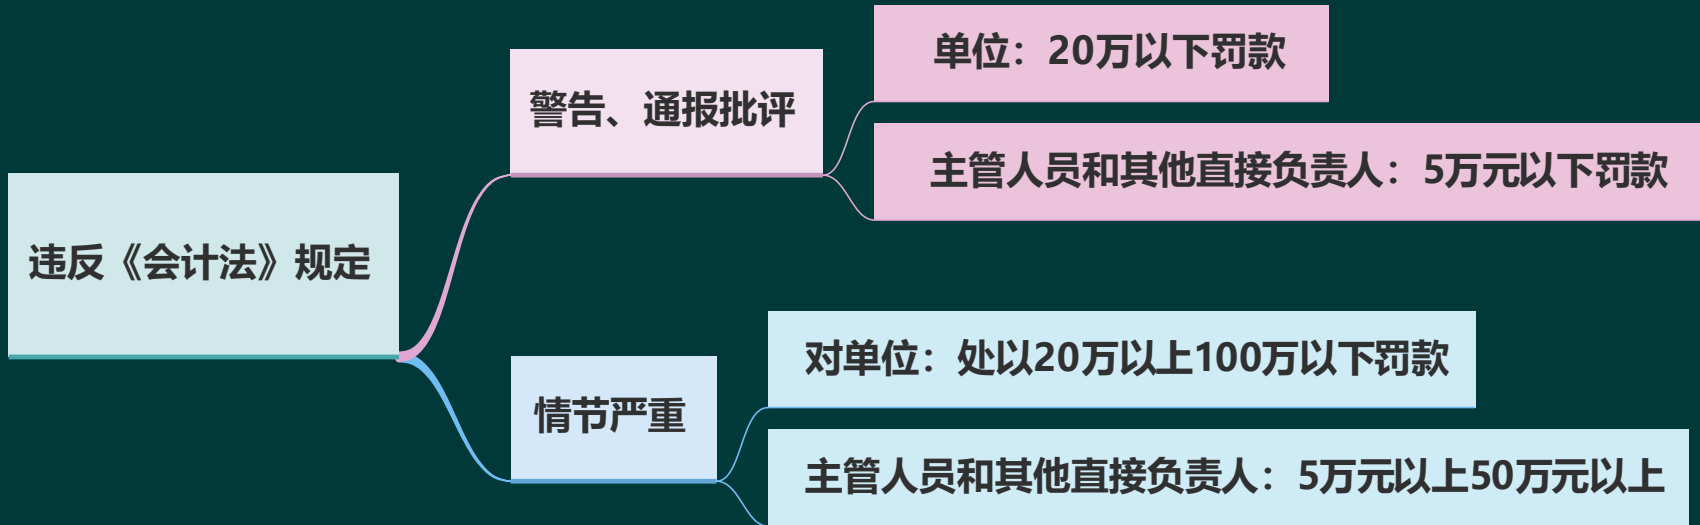 违反《会计法》规定
警告、通报批评
单位：20万以下罚款
主管人员和其他直接负责人：5万元以下罚款
情节严重
对单位：处以20万以上100万以下罚款
主管人员和其他直接负责人：5万元以上50万元以上